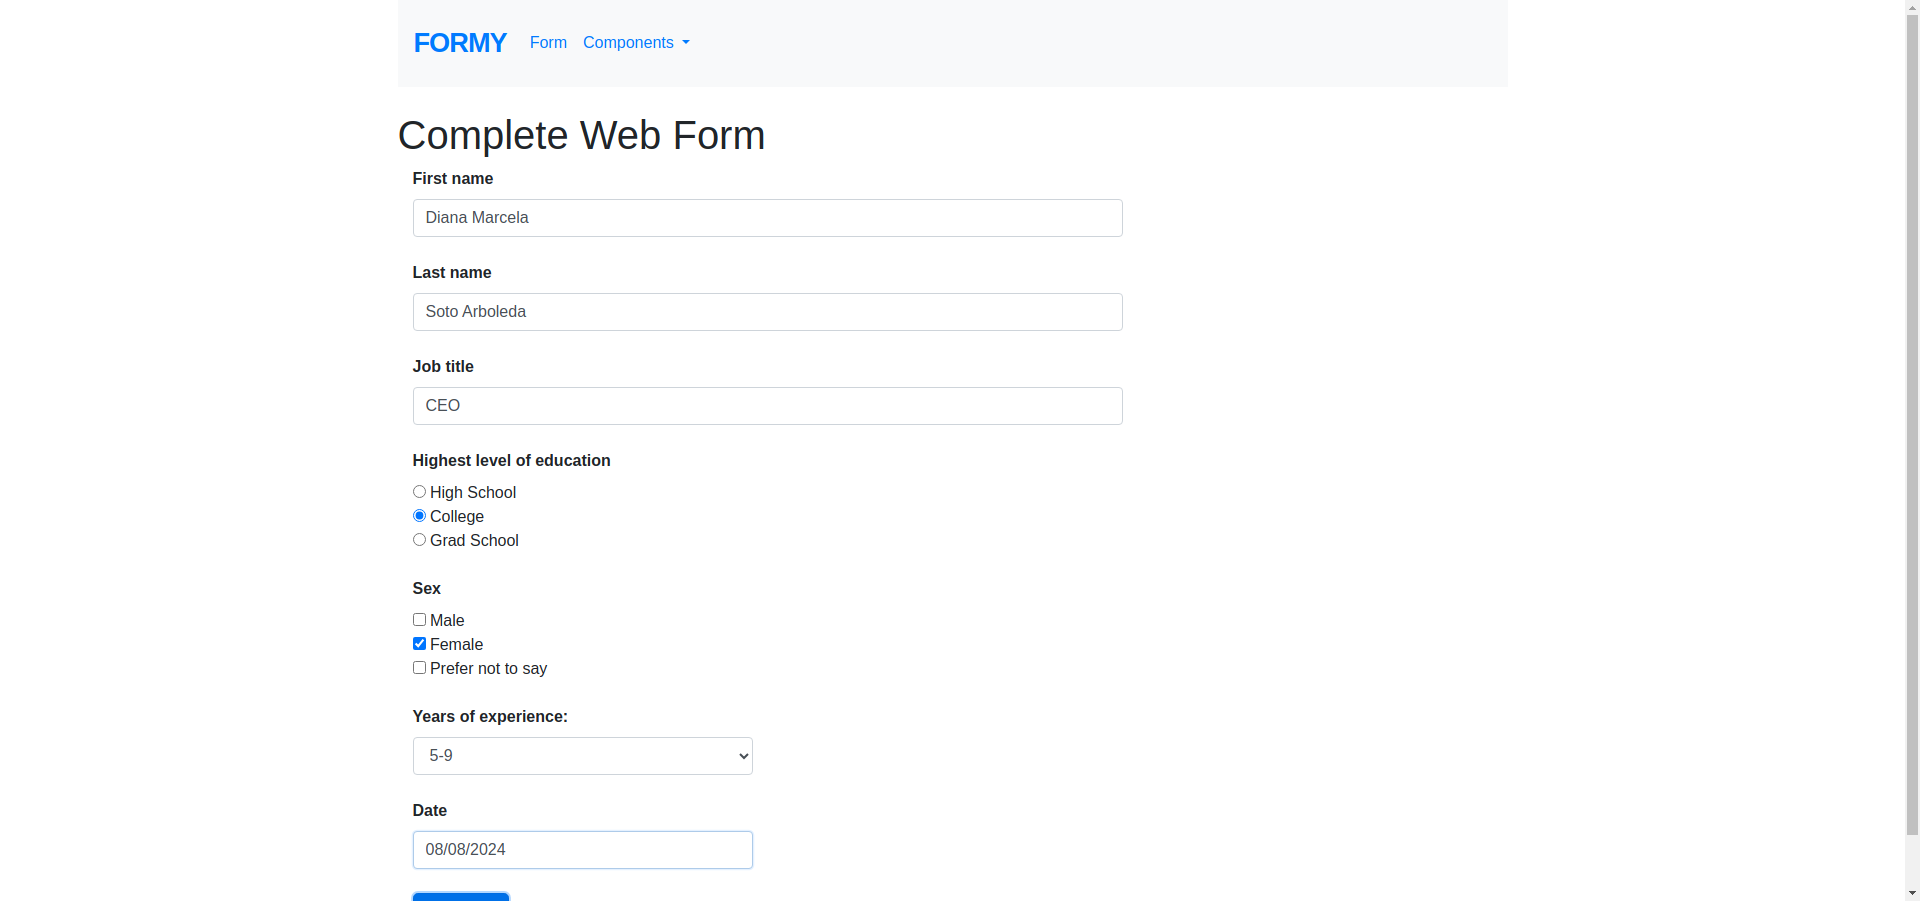 FORMY Form Components
Complete Web Form
First name
Diana Marcela
Last name
Soto Arboleda
Job title
CEO
Highest level of education
High School
College
Grad School
Sex
Male
Female
Prefer not to say
Years of experience:
5-9
Date
08/08/2024